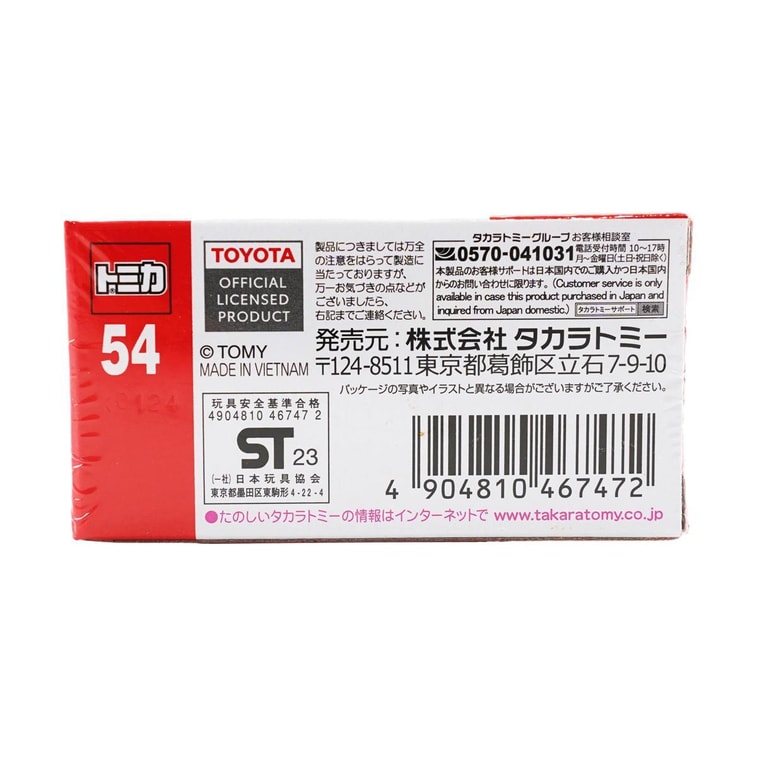 トミカ
54
TOYOTA
OFFICIAL
LICENSED
PRODUCT
© TOMY
MADE IN VIETNAM
製品につきましては万全
の注意をはらって製造に
当たっておりますが、
万一お気づきの点などが
ございましたら、
右記までご連絡ください。
タカラトミーグループ お客様相談室
0570-041031
電話受付時間 10〜17時
月〜金曜日(土日・祝日除く)
本製品のお客様サポートは日本国内でのご購入かつ日本国内
からのお問い合わせに限ります。(Customer service is only
available in case this product purchased in Japan and
inquired from Japan domestic.)
タカラトミーサポート 検索
発売元:株式会社 タカラトミー
〒124-8511東京都葛飾区立石7-9-10
パッケージの写真やイラストと異なる場合がございますがご了承ください。
玩具安全基準合格
4904810 46747 2
ST 23
(一社)日本玩具協会
東京都墨田区東駒形4-22-4
4 904810 467472
●たのしいタカラトミーの情報はインターネットで www.takaratomy.co.jp